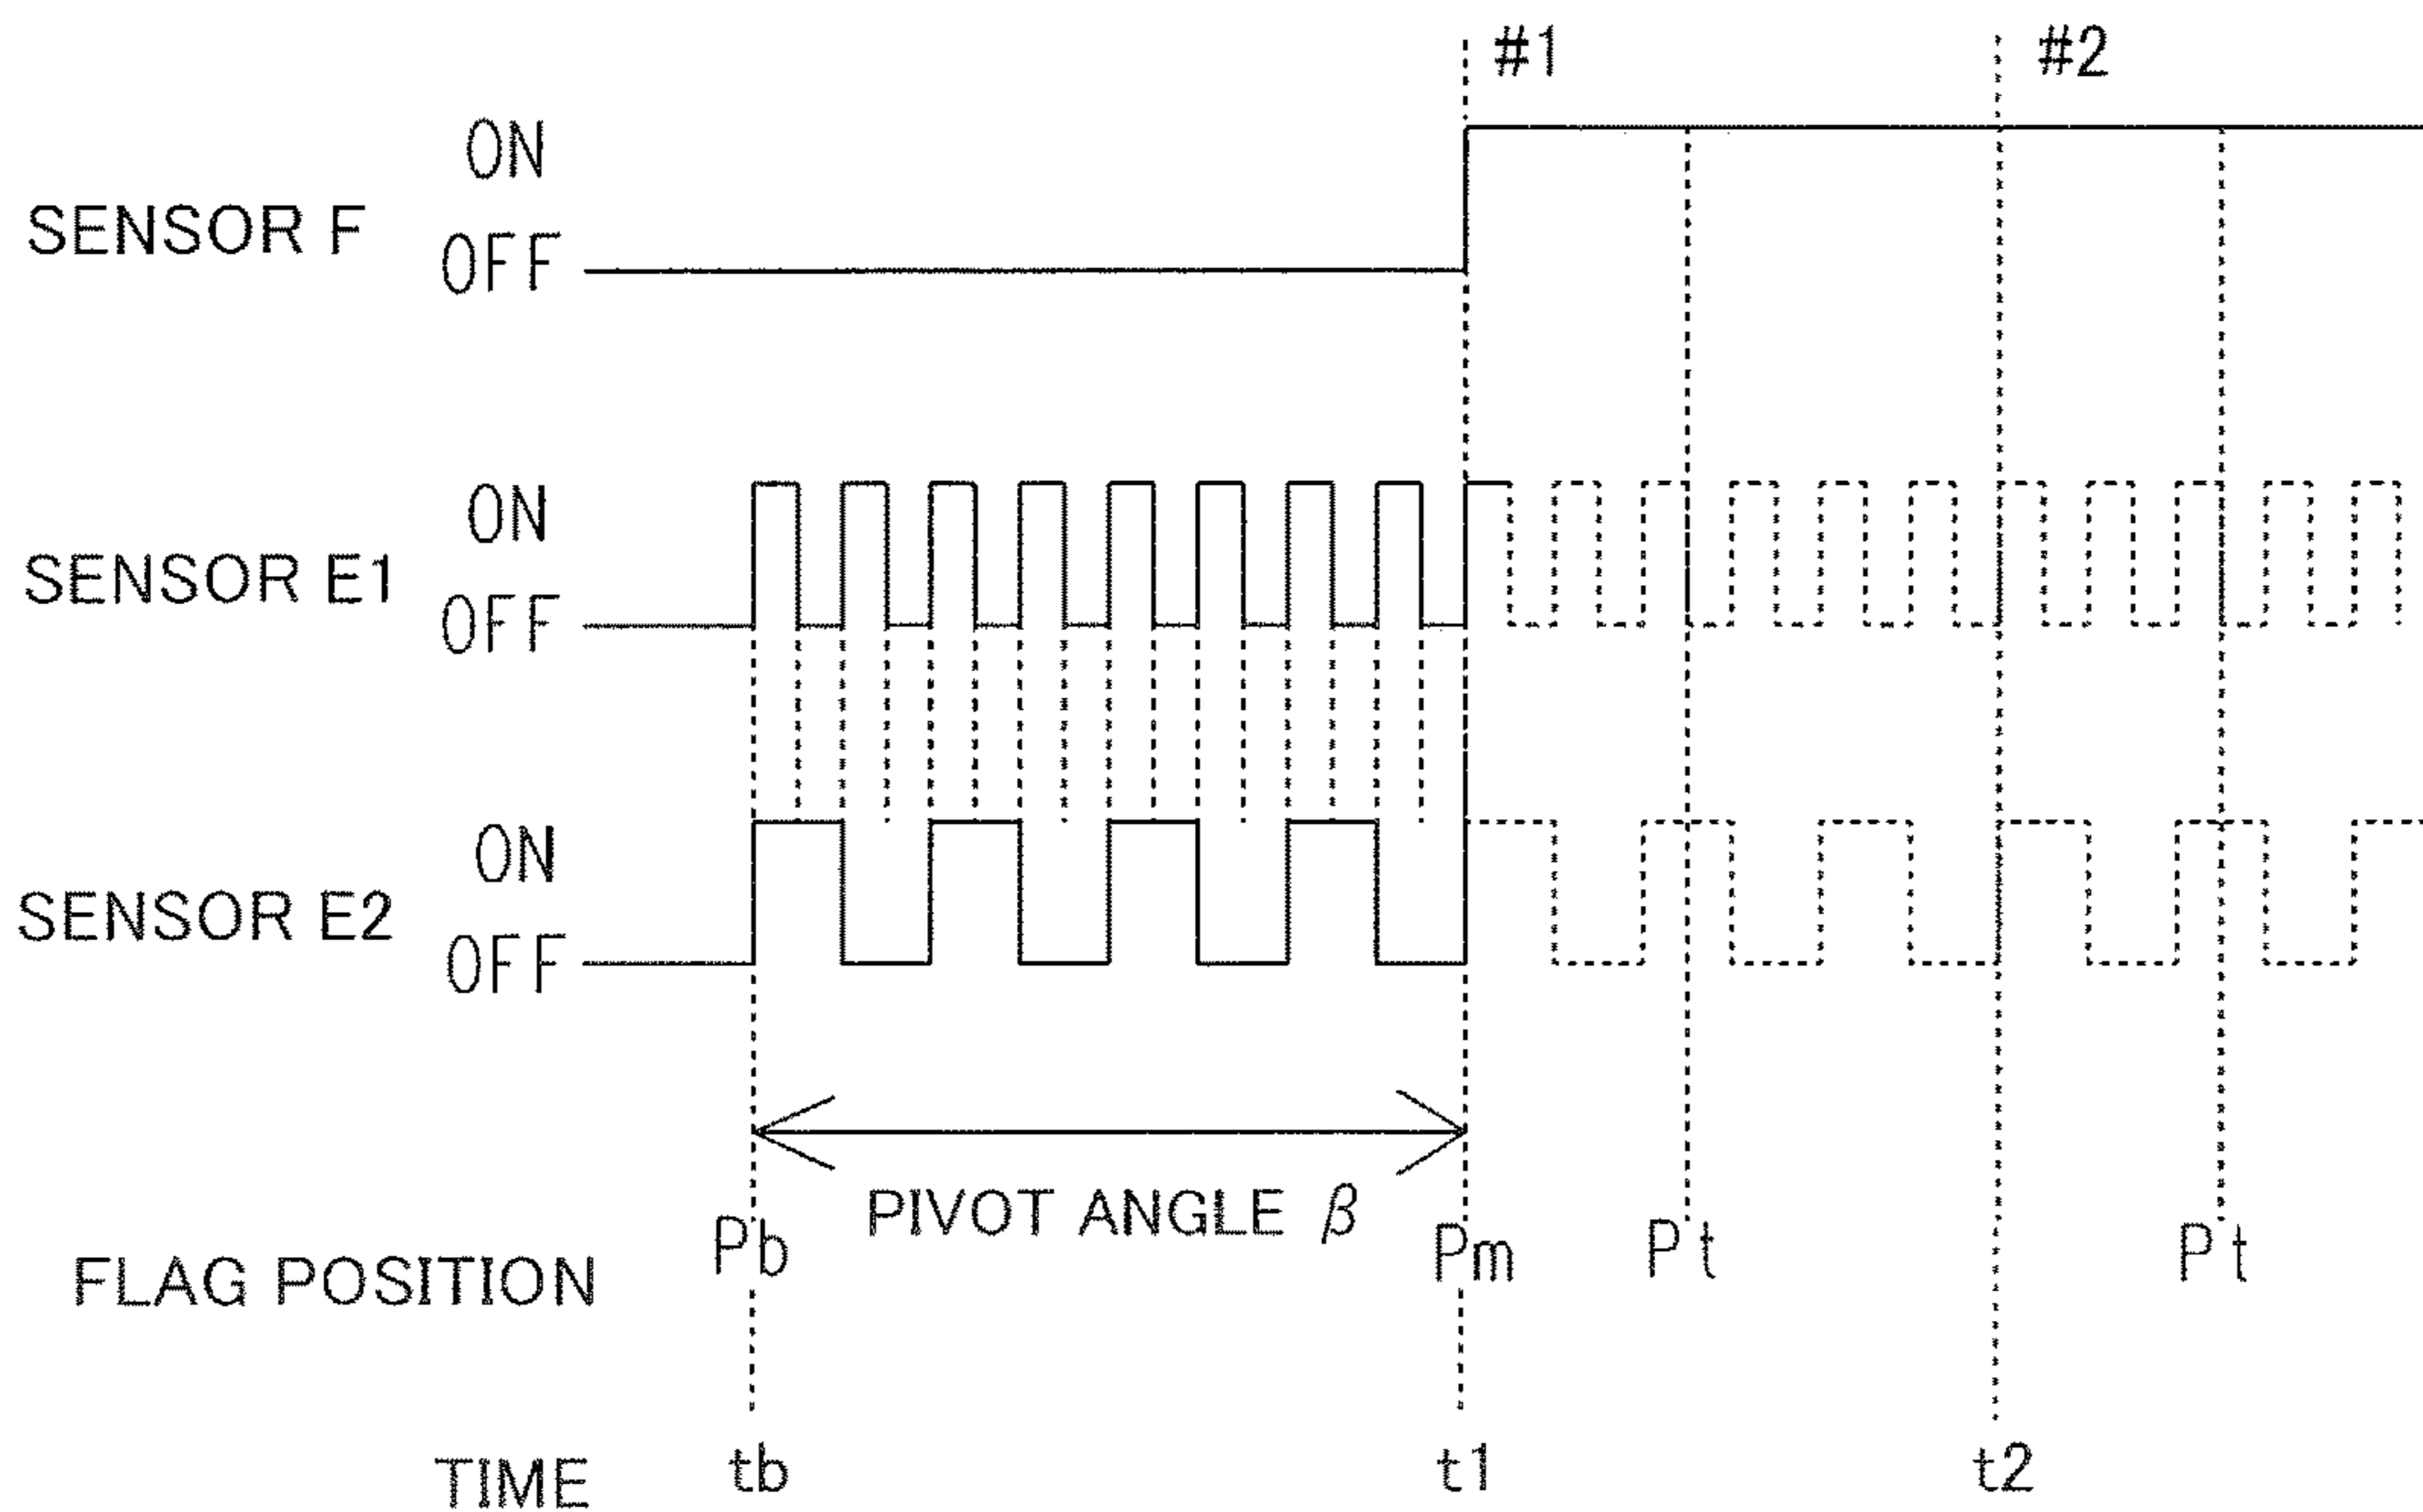 #1 #2
ON
SENSOR F
OFF
ON
SENSOR E1
OFF
ON
SENSOR E2
OFF
PIVOT ANGLE β
FLAG POSITION Pb Pm Pt Pt
TIME tb t1 t2